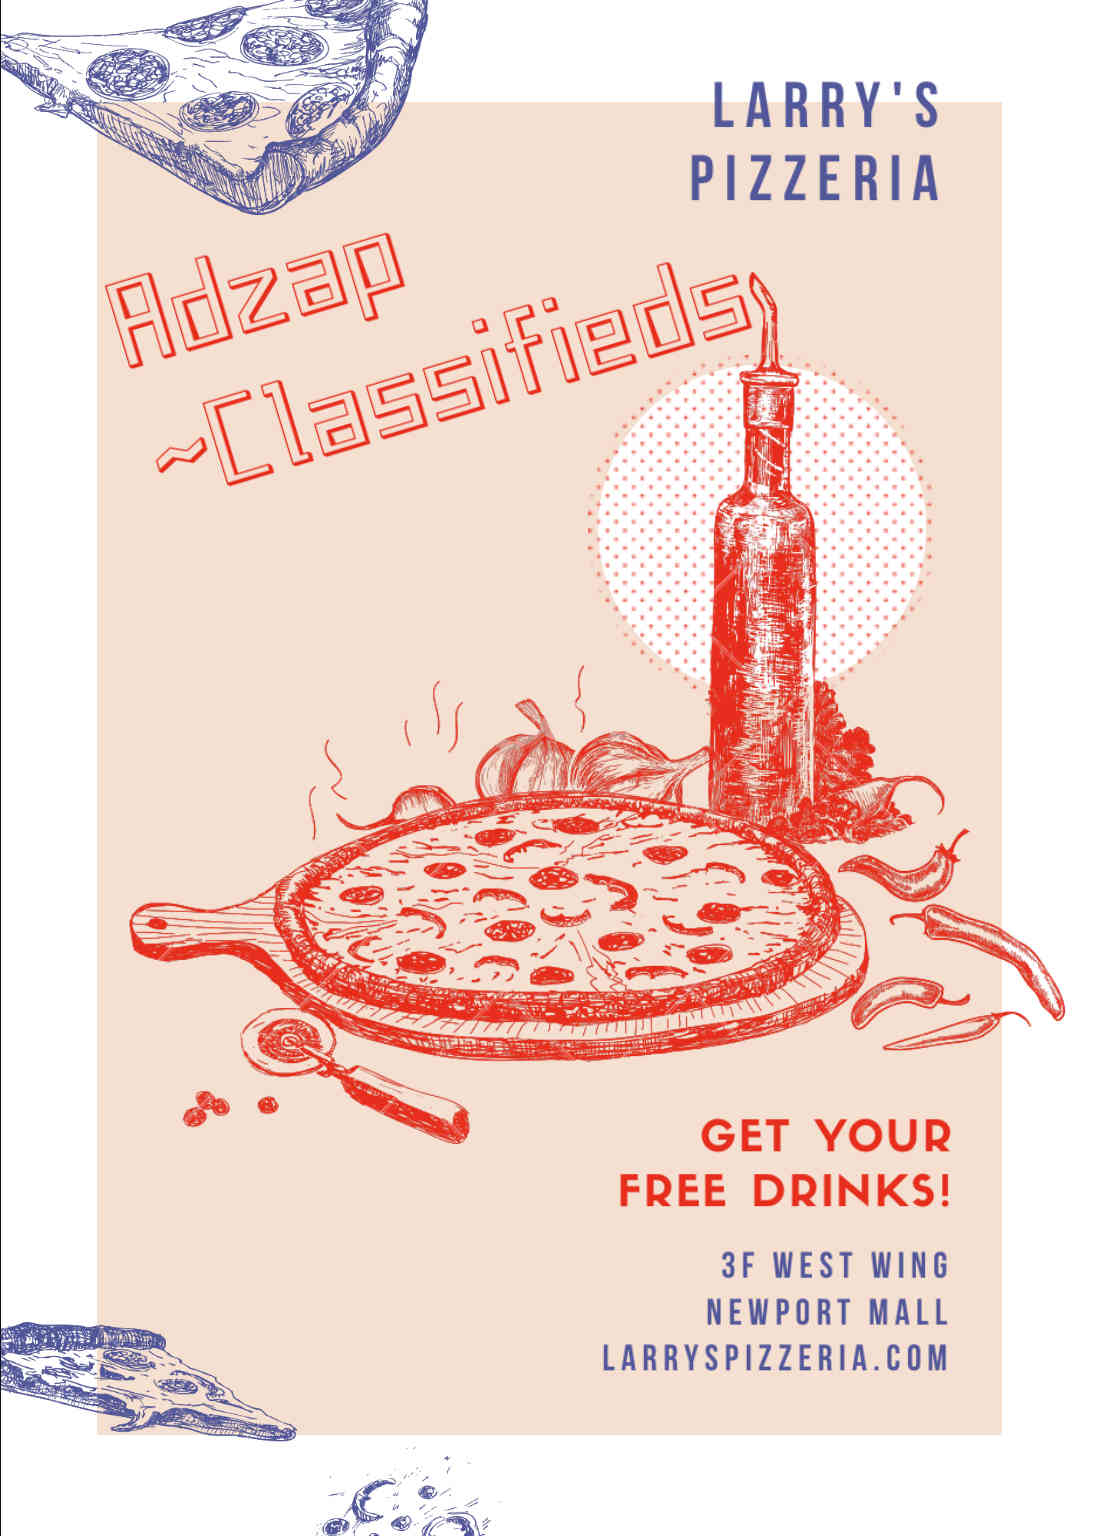 LARRY'S
PIZZERIA
Adzap
~Classifieds
GET YOUR
FREE DRINKS!
3F WEST WING
NEWPORT MALL
LARRYSPIZZERIA.COM